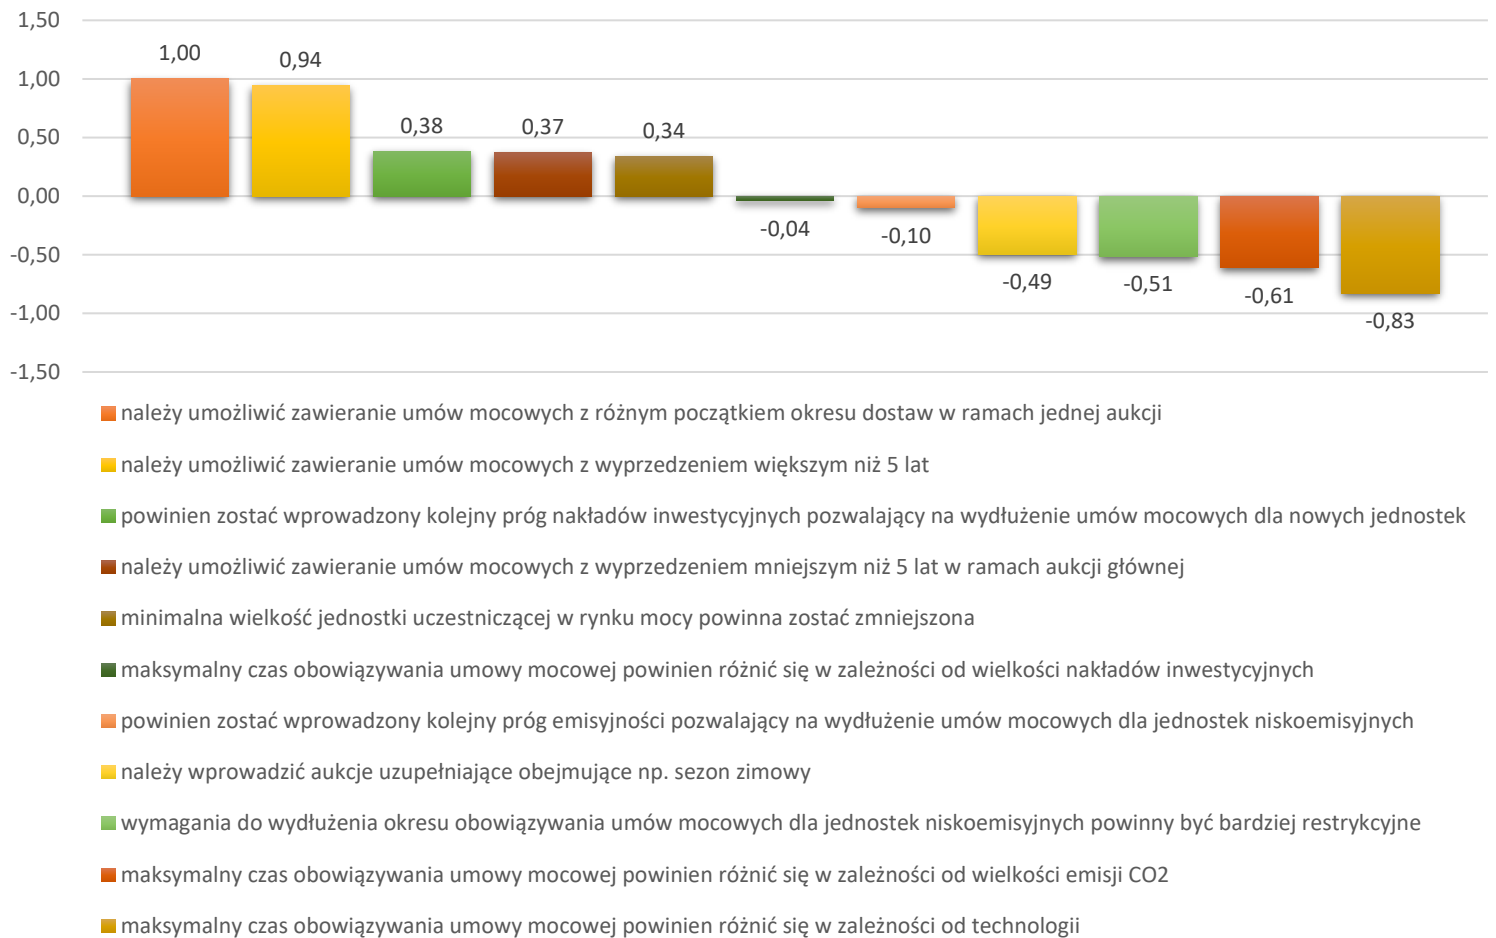 1,50
1,00
0,50
0,00
-0,50
-1,00
-1,50
1,00
0,94
0,38
0,37
0,34
-0,04
-0,10
-0,49
-0,51
-0,61
-0,83
należy umożliwić zawieranie umów mocowych z różnym początkiem okresu dostaw w ramach jednej aukcji
należy umożliwić zawieranie umów mocowych z wyprzedzeniem większym niż 5 lat
powinien zostać wprowadzony kolejny próg nakładów inwestycyjnych pozwalający na wydłużenie umów mocowych dla nowych jednostek
należy umożliwić zawieranie umów mocowych z wyprzedzeniem mniejszym niż 5 lat w ramach aukcji głównej
minimalna wielkość jednostki uczestniczącej w rynku mocy powinna zostać zmniejszona
maksymalny czas obowiązywania umowy mocowej powinien różnić się w zależności od wielkości nakładów inwestycyjnych
powinien zostać wprowadzony kolejny próg emisyjności pozwalający na wydłużenie umów mocowych dla jednostek niskoemisyjnych
należy wprowadzić aukcje uzupełniające obejmujące np. sezon zimowy
wymagania do wydłużenia okresu obowiązywania umów mocowych dla jednostek niskoemisyjnych powinny być bardziej restrykcyjne
maksymalny czas obowiązywania umowy mocowej powinien różnić się w zależności od wielkości emisji CO2
maksymalny czas obowiązywania umowy mocowej powinien różnić się w zależności od technologii